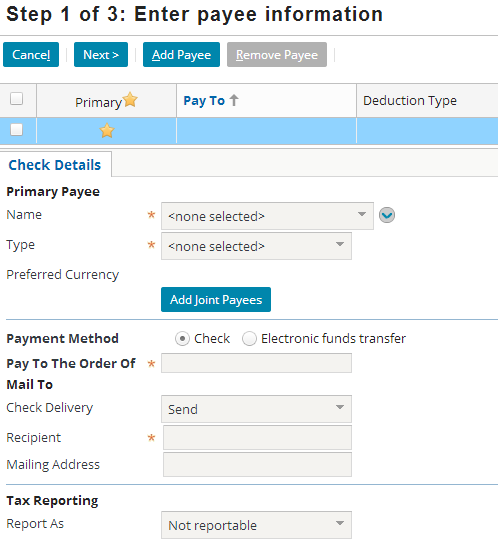 Step 1 of 3: Enter payee information
Cancel Next > Add Payee Remove Payee
Primary Pay To Deduction Type
Check Details
Primary Payee
Name * <none selected>
Type * <none selected>
Preferred Currency
Add Joint Payees
Payment Method Check Electronic funds transfer
Pay To The Order Of *
Mail To
Check Delivery Send
Recipient *
Mailing Address
Tax Reporting
Report As Not reportable